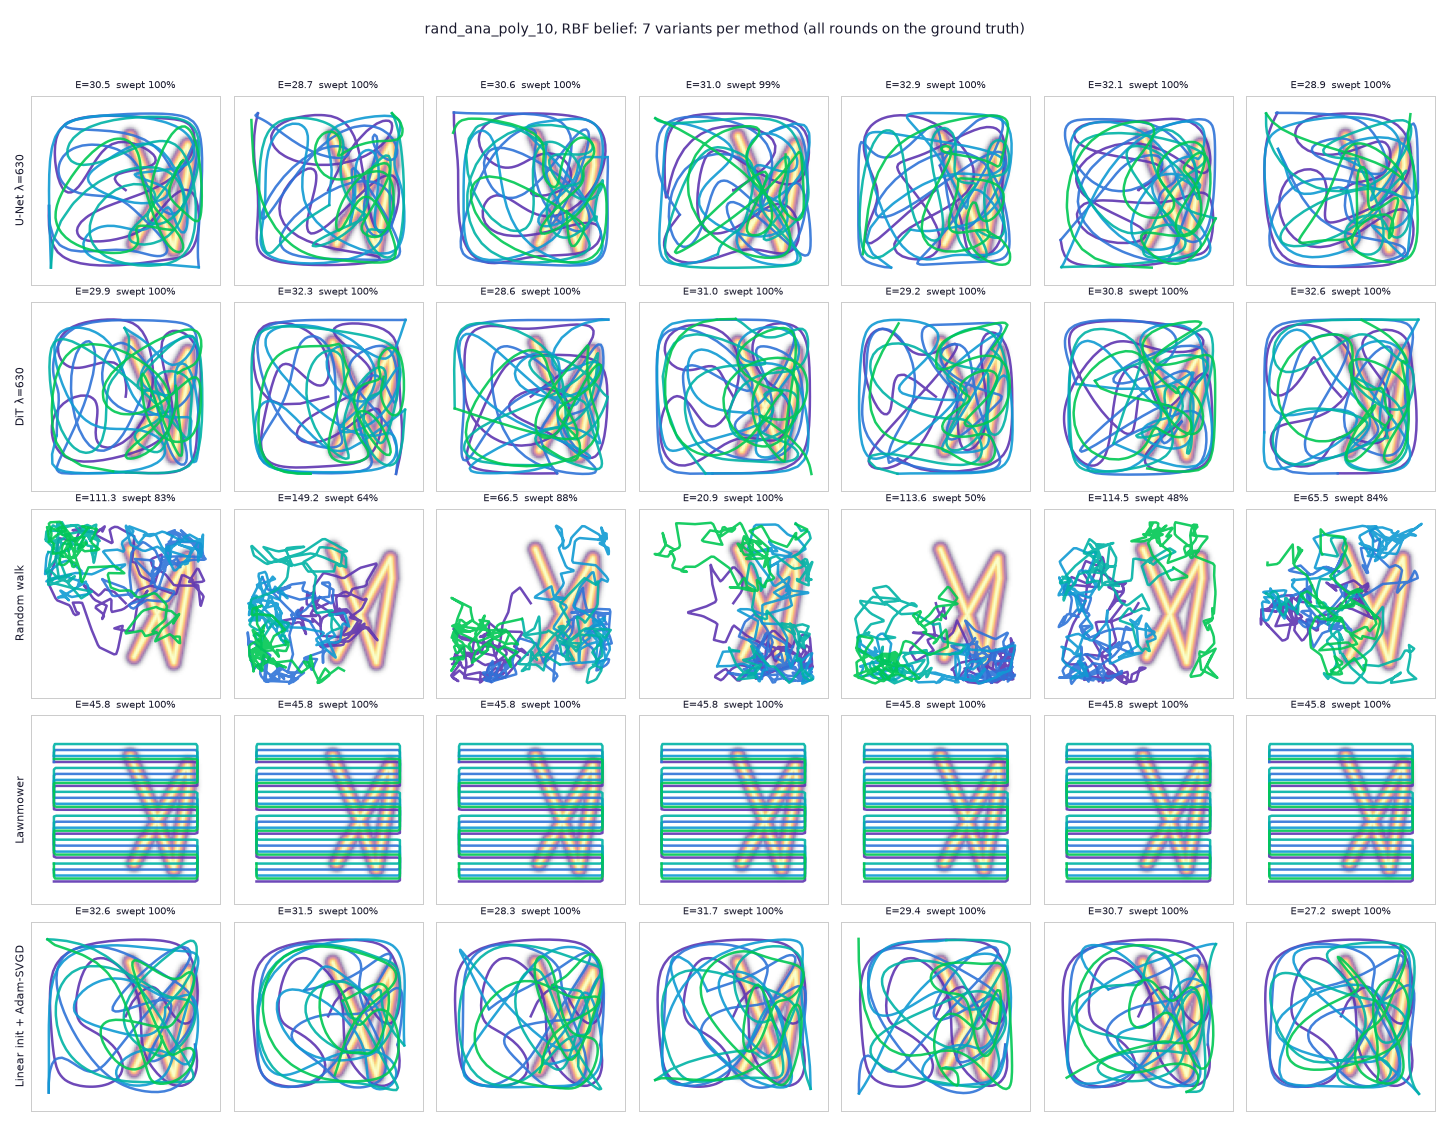 rand_ana_poly_10, RBF belief: 7 variants per method (all rounds on the ground truth)
E=30.5 swept 100% E=28.7 swept 100% E=30.6 swept 100% E=31.0 swept 99% E=32.9 swept 100% E=32.1 swept 100% E=28.9 swept 100%
U-Net λ=630
E=29.9 swept 100% E=32.3 swept 100% E=28.6 swept 100% E=31.0 swept 100% E=29.2 swept 100% E=30.8 swept 100% E=32.6 swept 100%
DiT λ=630
E=111.3 swept 83% E=149.2 swept 64% E=66.5 swept 88% E=20.9 swept 100% E=113.6 swept 50% E=114.5 swept 48% E=65.5 swept 84%
Random walk
E=45.8 swept 100% E=45.8 swept 100% E=45.8 swept 100% E=45.8 swept 100% E=45.8 swept 100% E=45.8 swept 100% E=45.8 swept 100%
Lawnmower
E=32.6 swept 100% E=31.5 swept 100% E=28.3 swept 100% E=31.7 swept 100% E=29.4 swept 100% E=30.7 swept 100% E=27.2 swept 100%
Linear init + Adam-SVGD